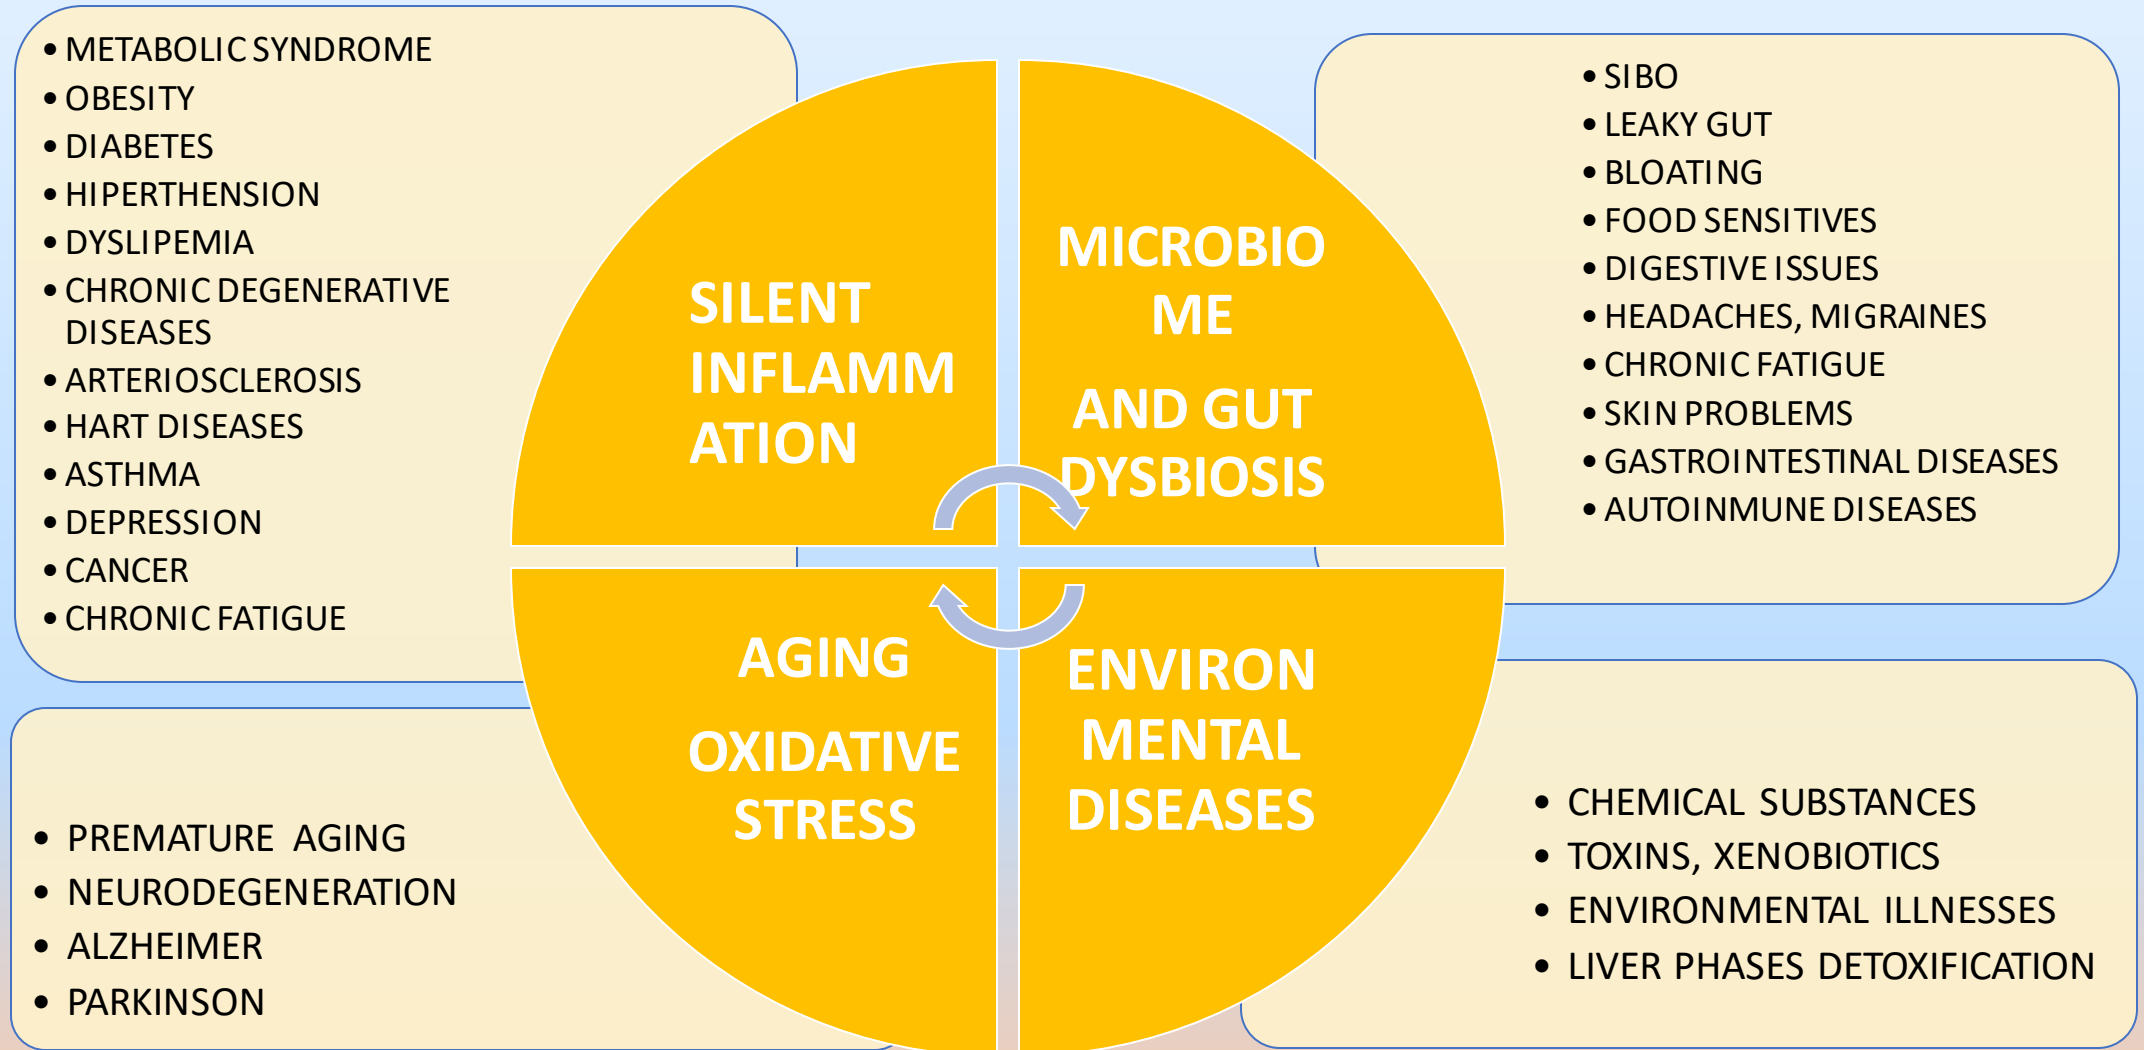 • METABOLIC SYNDROME
• OBESITY
• DIABETES
• HIPERTHENSION
• DYSLIPEMIA
• CHRONIC DEGENERATIVE
DISEASES
• ARTERIOSCLEROSIS
• HART DISEASES
• ASTHMA
• DEPRESSION
• CANCER
• CHRONIC FATIGUE
SILENT
INFLAMM
ATION
MICROBIO
ME
AND GUT
DYSBIOSIS
• SIBO
• LEAKY GUT
• BLOATING
• FOOD SENSITIVES
• DIGESTIVE ISSUES
• HEADACHES, MIGRAINES
• CHRONIC FATIGUE
• SKIN PROBLEMS
• GASTROINTESTINAL DISEASES
• AUTOINMUNE DISEASES
• PREMATURE AGING
• NEURODEGENERATION
• ALZHEIMER
• PARKINSON
AGING
OXIDATIVE
STRESS
ENVIRON
MENTAL
DISEASES
• CHEMICAL SUBSTANCES
• TOXINS, XENOBIOTICS
• ENVIRONMENTAL ILLNESSES
• LIVER PHASES DETOXIFICATION